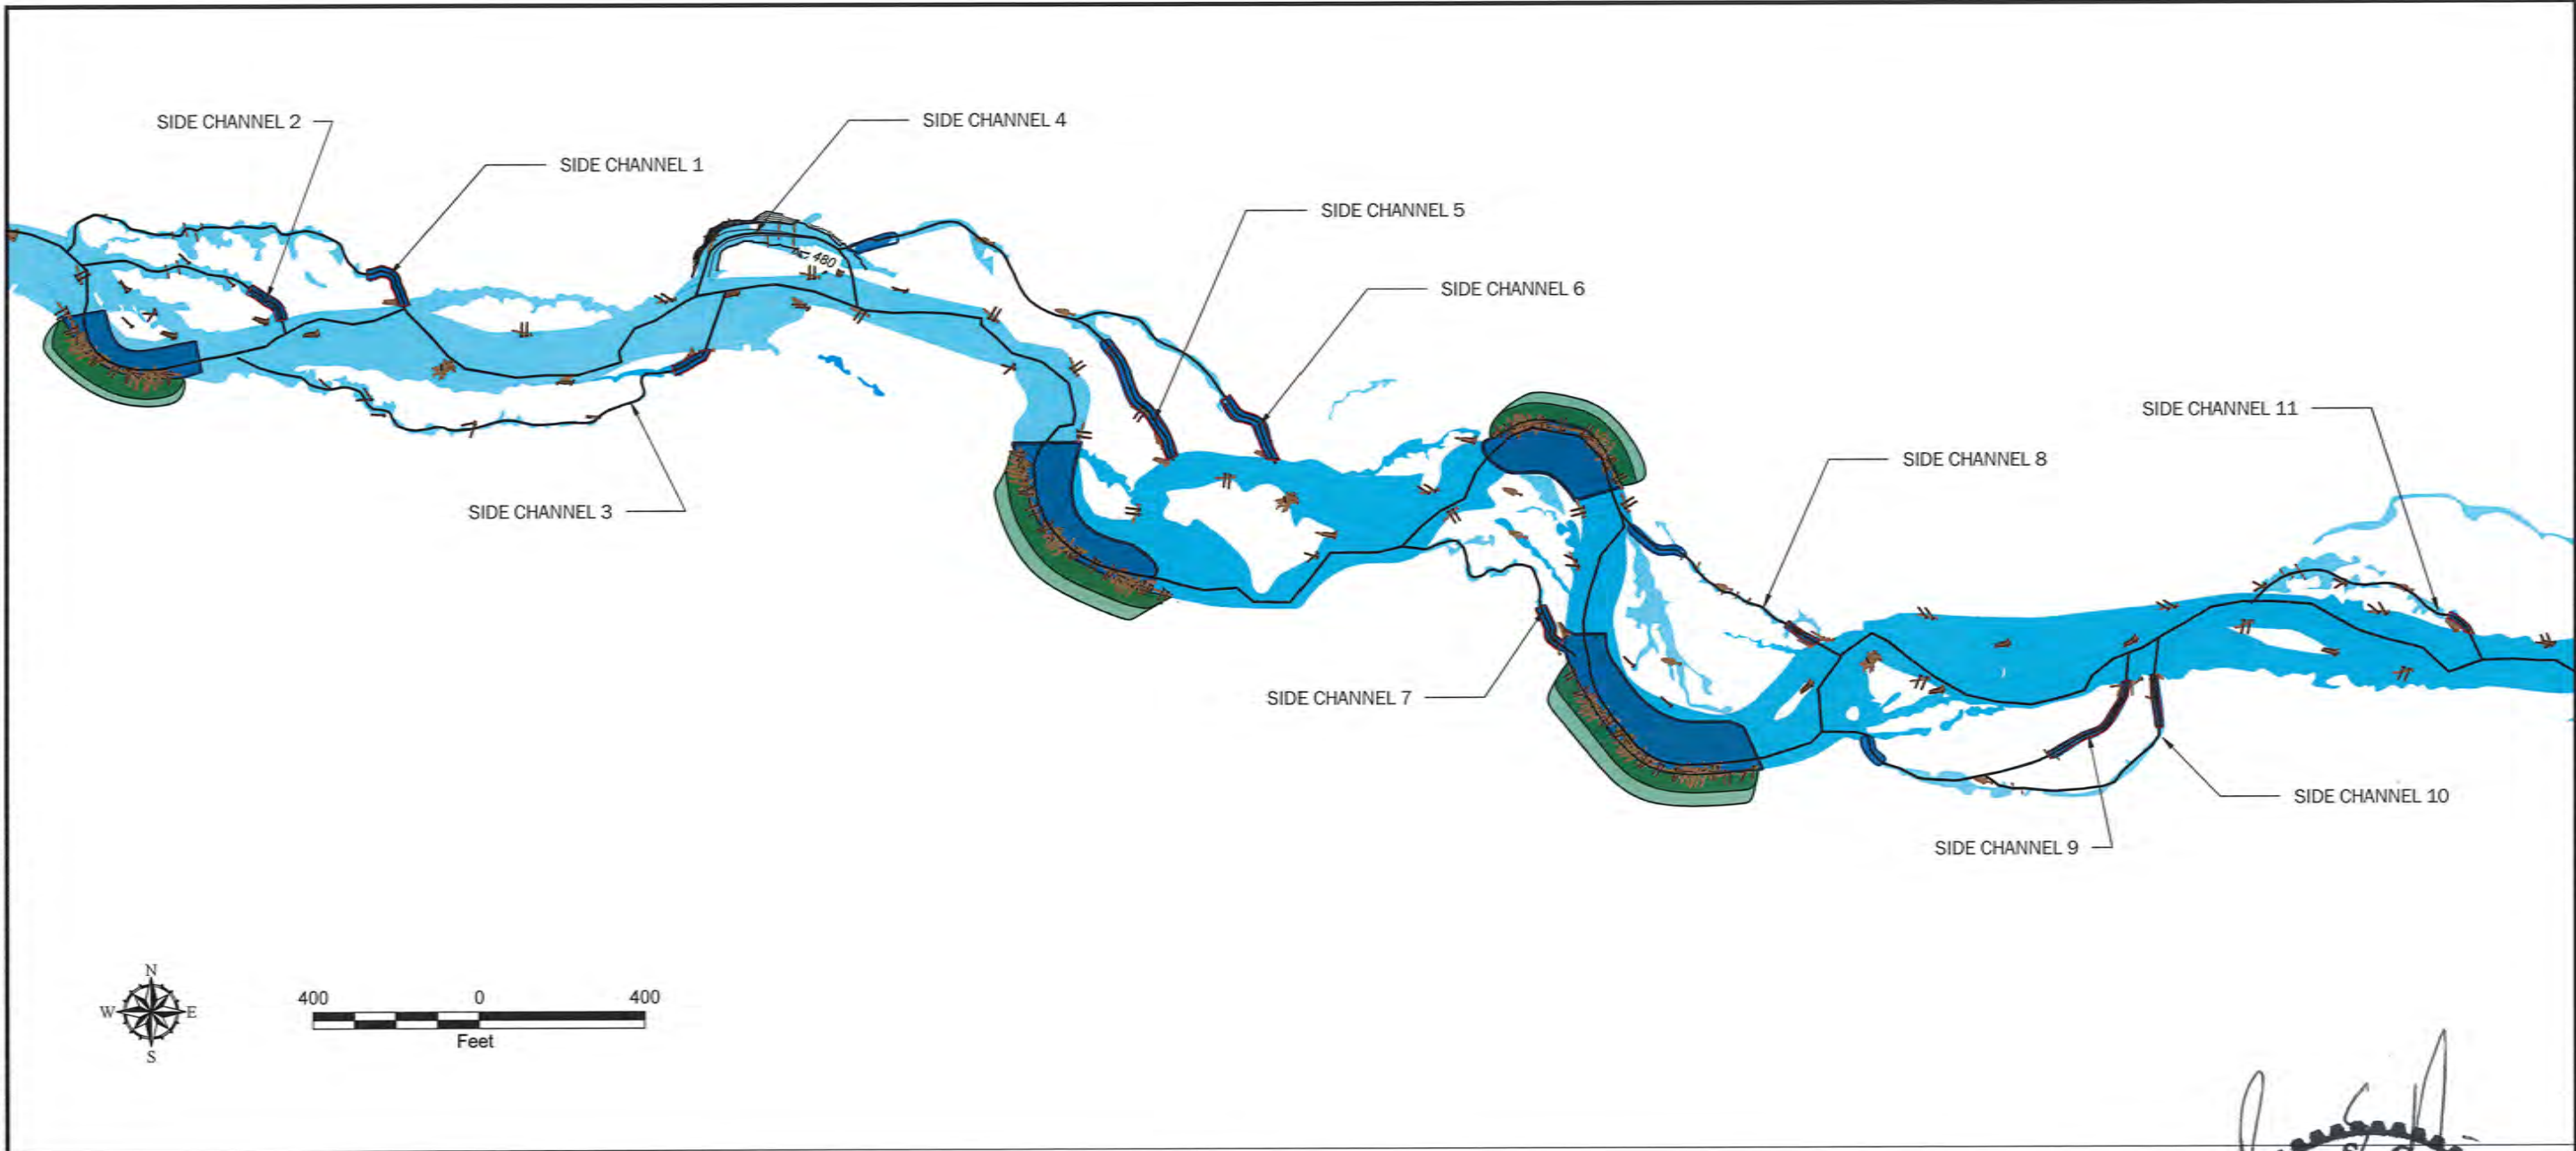 SIDE CHANNEL 2
SIDE CHANNEL 4
SIDE CHANNEL 1
SIDE CHANNEL 5
480
SIDE CHANNEL 6
SIDE CHANNEL 11
SIDE CHANNEL 8
SIDE CHANNEL 3
SIDE CHANNEL 7
SIDE CHANNEL 10
SIDE CHANNEL 9
N
W E
S
400 0 400
Feet